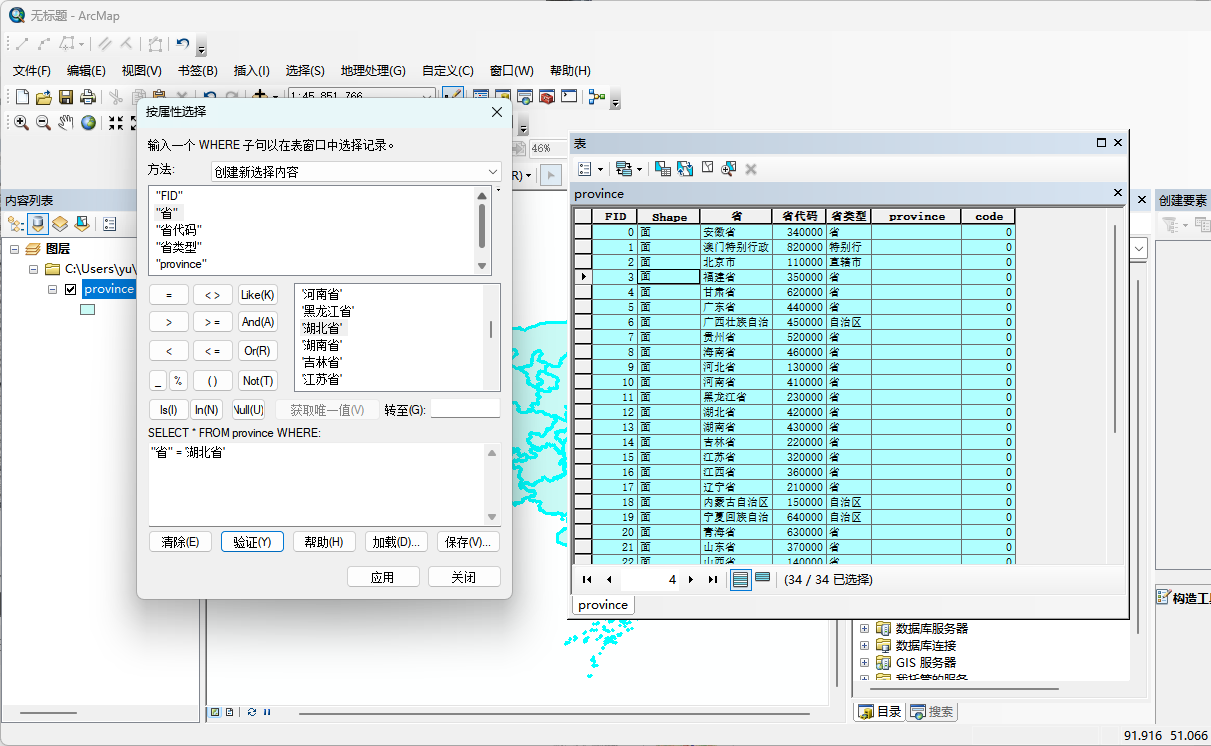 无标题 - ArcMap
文件(F) 编辑(E) 视图(V) 书签(B) 插入(I) 选择(S) 地理处理(G) 自定义(C) 窗口(W) 帮助(H)
1:45,851,766
46%
R)
内容列表
图层
C:\Users\yu\
province
按属性选择
输入一个 WHERE 子句以在表窗口中选择记录。
方法: 创建新选择内容
"FID"
"省"
"省代码"
"省类型"
"province"
= < > Like(K)
> > = And(A)
< < = Or(R)
_ % ( ) Not(T)
Is(I) In(N) Null(U) 获取唯一值(V) 转至(G):
'河南省'
'黑龙江省'
'湖北省'
'湖南省'
'吉林省'
'江苏省'
SELECT * FROM province WHERE:
"省" = '湖北省'
清除(E) 验证(Y) 帮助(H) 加载(D)... 保存(V)...
应用 关闭
表
province
FID Shape 省 省代码 省类型 province code
0 面 安徽省 340000 省 0
1 面 澳门特别行政 820000 特别行 0
2 面 北京市 110000 直辖市 0
3 面 福建省 350000 省 0
4 面 甘肃省 620000 省 0
5 面 广东省 440000 省 0
6 面 广西壮族自治 450000 自治区 0
7 面 贵州省 520000 省 0
8 面 海南省 460000 省 0
9 面 河北省 130000 省 0
10 面 河南省 410000 省 0
11 面 黑龙江省 230000 省 0
12 面 湖北省 420000 省 0
13 面 湖南省 430000 省 0
14 面 吉林省 220000 省 0
15 面 江苏省 320000 省 0
16 面 江西省 360000 省 0
17 面 辽宁省 210000 省 0
18 面 内蒙古自治区 150000 自治区 0
19 面 宁夏回族自治 640000 自治区 0
20 面 青海省 630000 省 0
21 面 山东省 370000 省 0
22 面 山西省 140000 省 0
4 (34 / 34 已选择)
province
创建要素
构造工具
数据库服务器
数据库连接
GIS 服务器
我托管的服务
目录 搜索
91.916 51.066